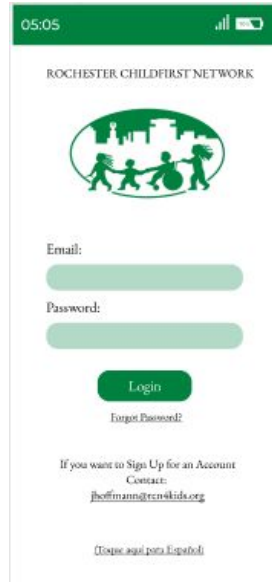 05:05
ROCHESTER CHILDFIRST NETWORK
Email:
Password:
Login
Forgot Password?
If you want to Sign Up for an Account
Contact:
jhoffmann@rcn4kids.org
(Toque aquí para Español)